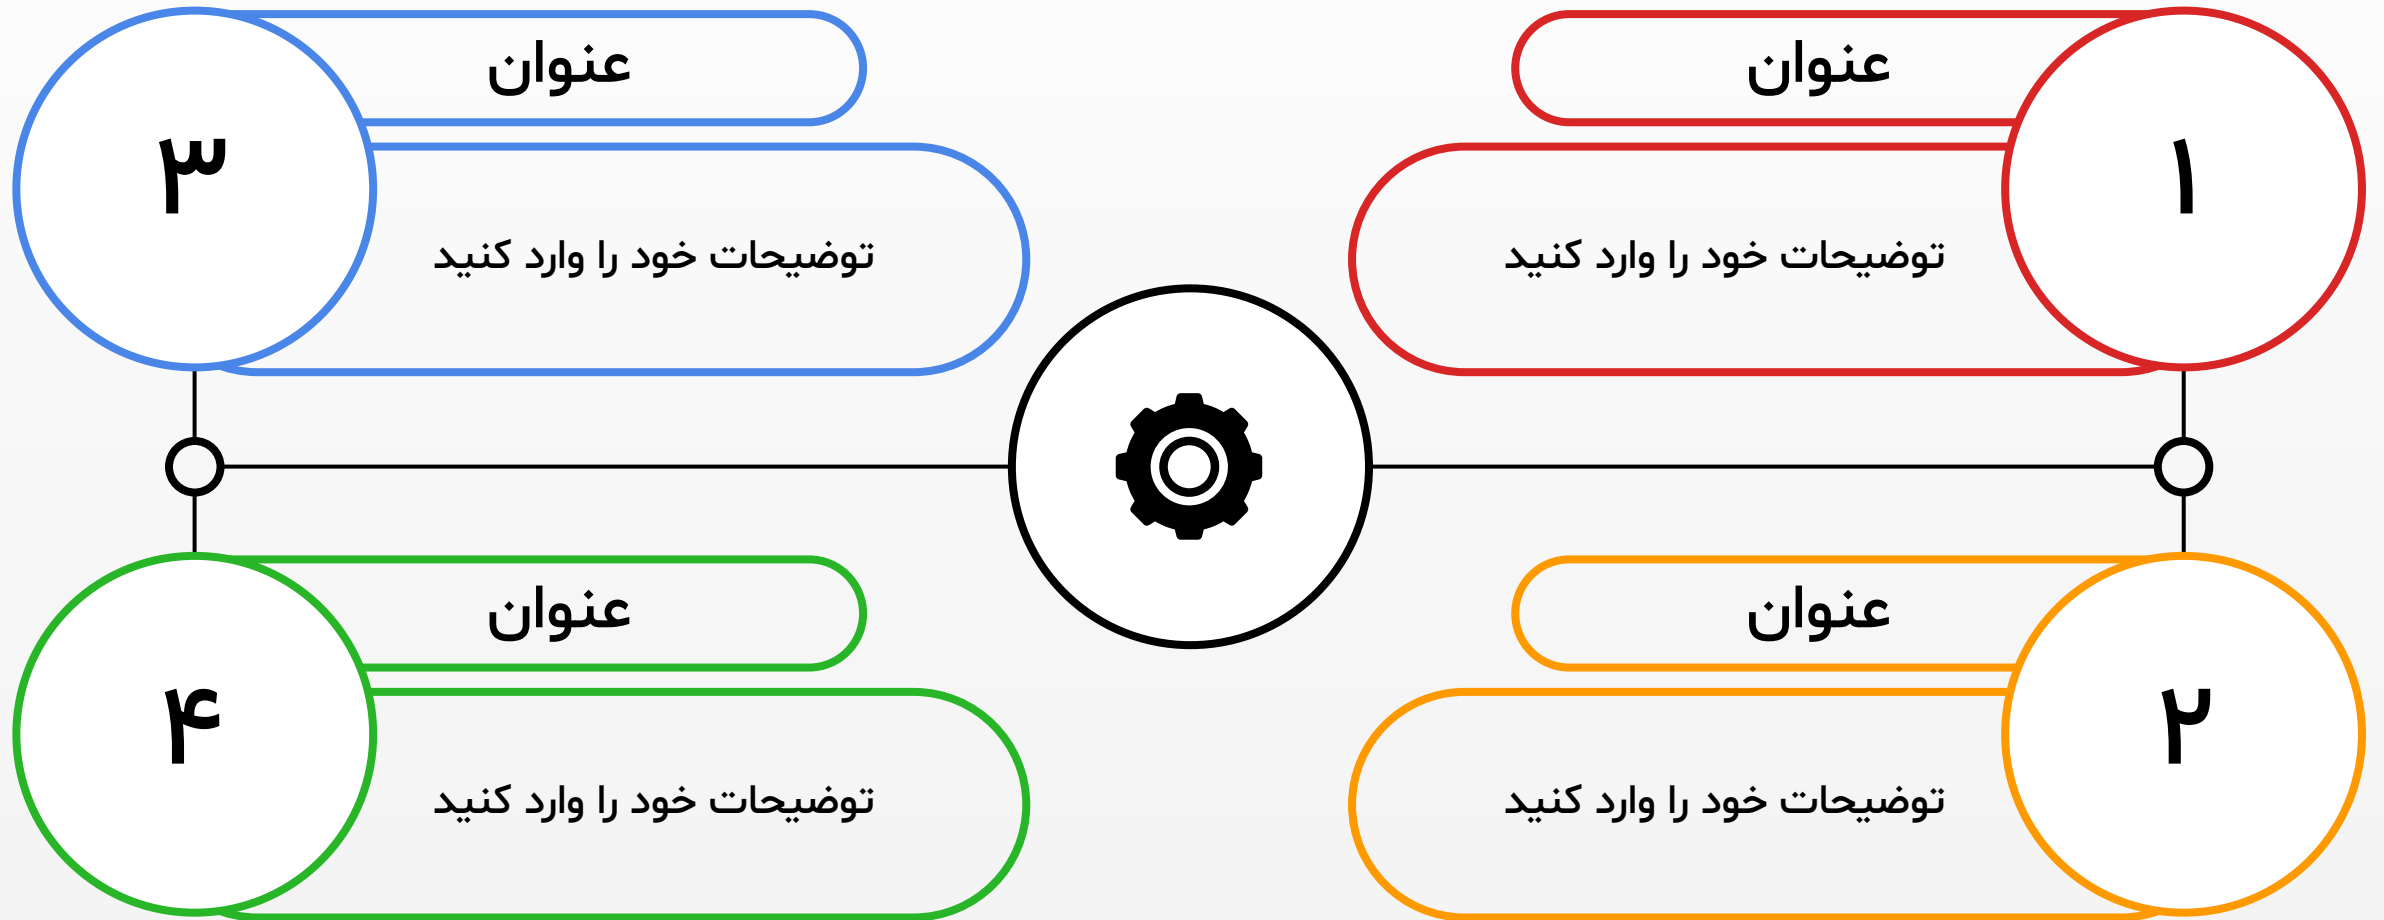 عنوان
۱
توضیحات خود را وارد کنید
عنوان
۲
توضیحات خود را وارد کنید
عنوان
۳
توضیحات خود را وارد کنید
عنوان
۴
توضیحات خود را وارد کنید